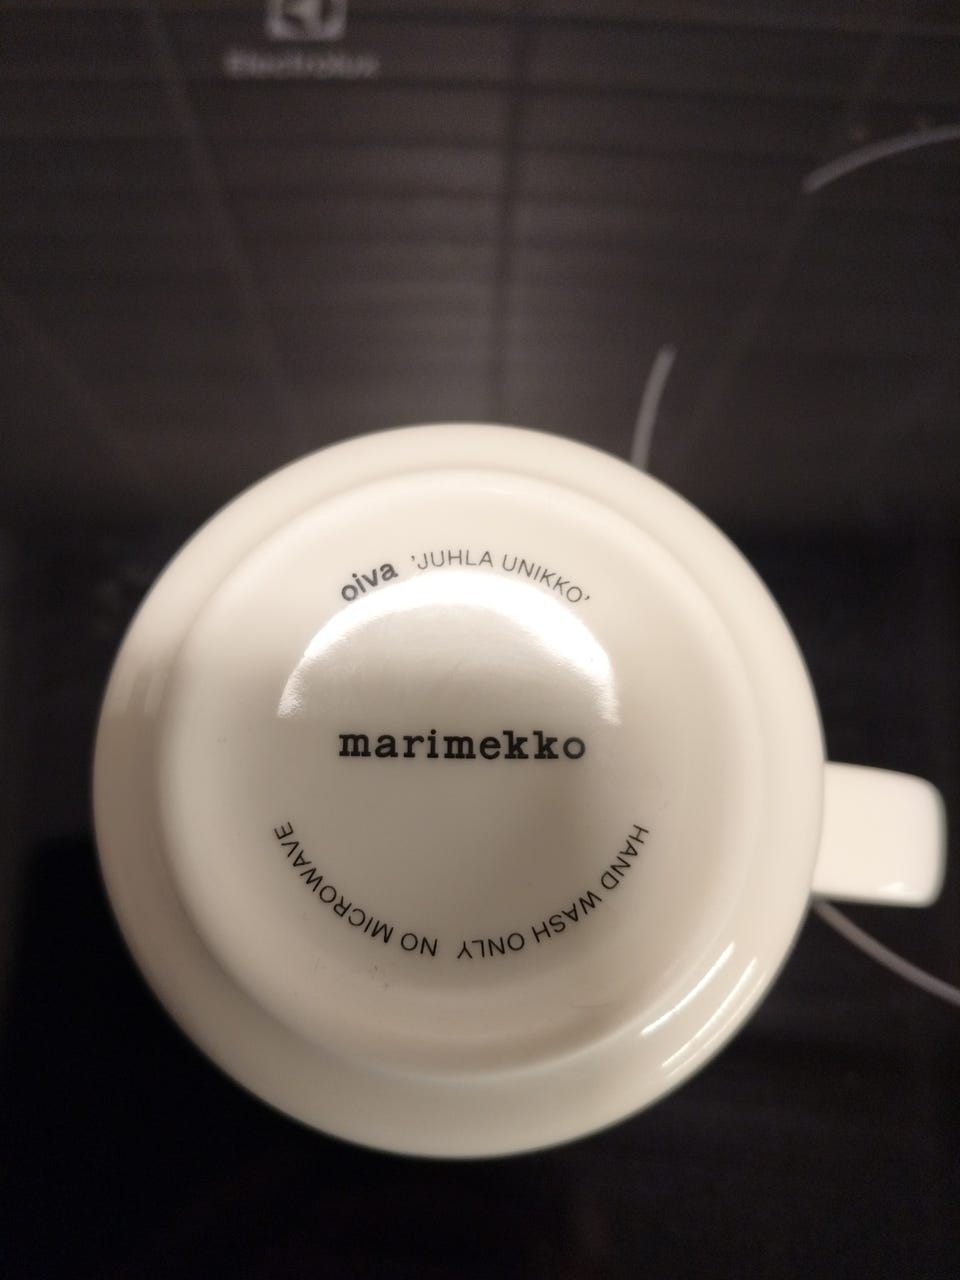 Electrolux
oiva 'JUHLA UNIKKO'
marimekko
HAND WASH ONLY NO MICROWAVE